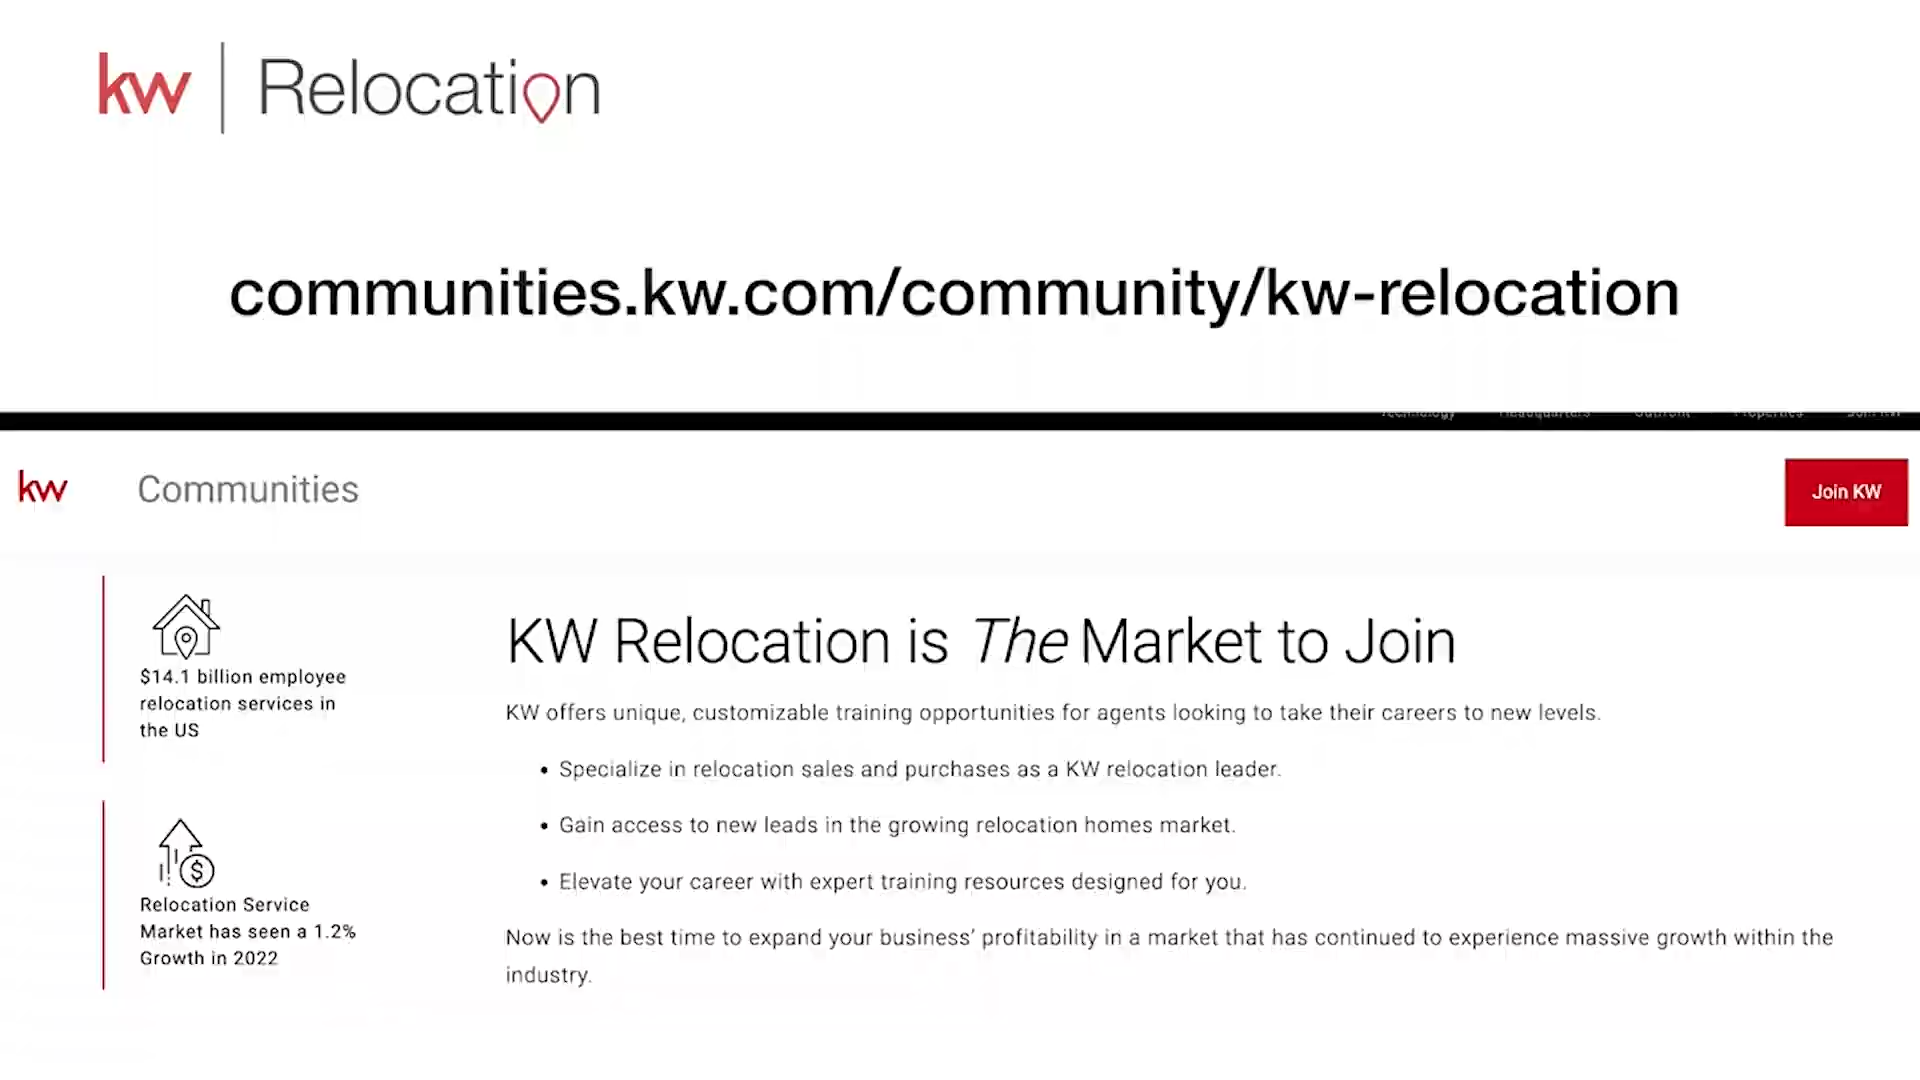 kw Relocation
communities.kw.com/community/kw-relocation
kw Communities
Join KW
$14.1 billion employee
relocation services in
the US
Relocation Service
Market has seen a 1.2%
Growth in 2022
KW Relocation is The Market to Join
KW offers unique, customizable training opportunities for agents looking to take their careers to new levels.
• Specialize in relocation sales and purchases as a KW relocation leader.
• Gain access to new leads in the growing relocation homes market.
• Elevate your career with expert training resources designed for you.
Now is the best time to expand your business’ profitability in a market that has continued to experience massive growth within the
industry.